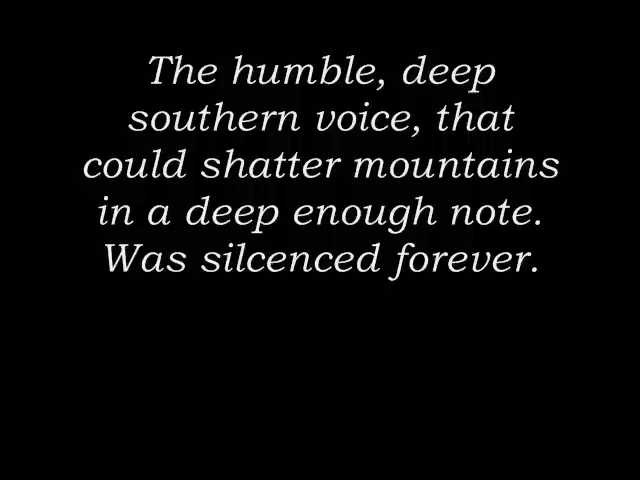 The humble, deep
southern voice, that
could shatter mountains
in a deep enough note.
Was silcenced forever.